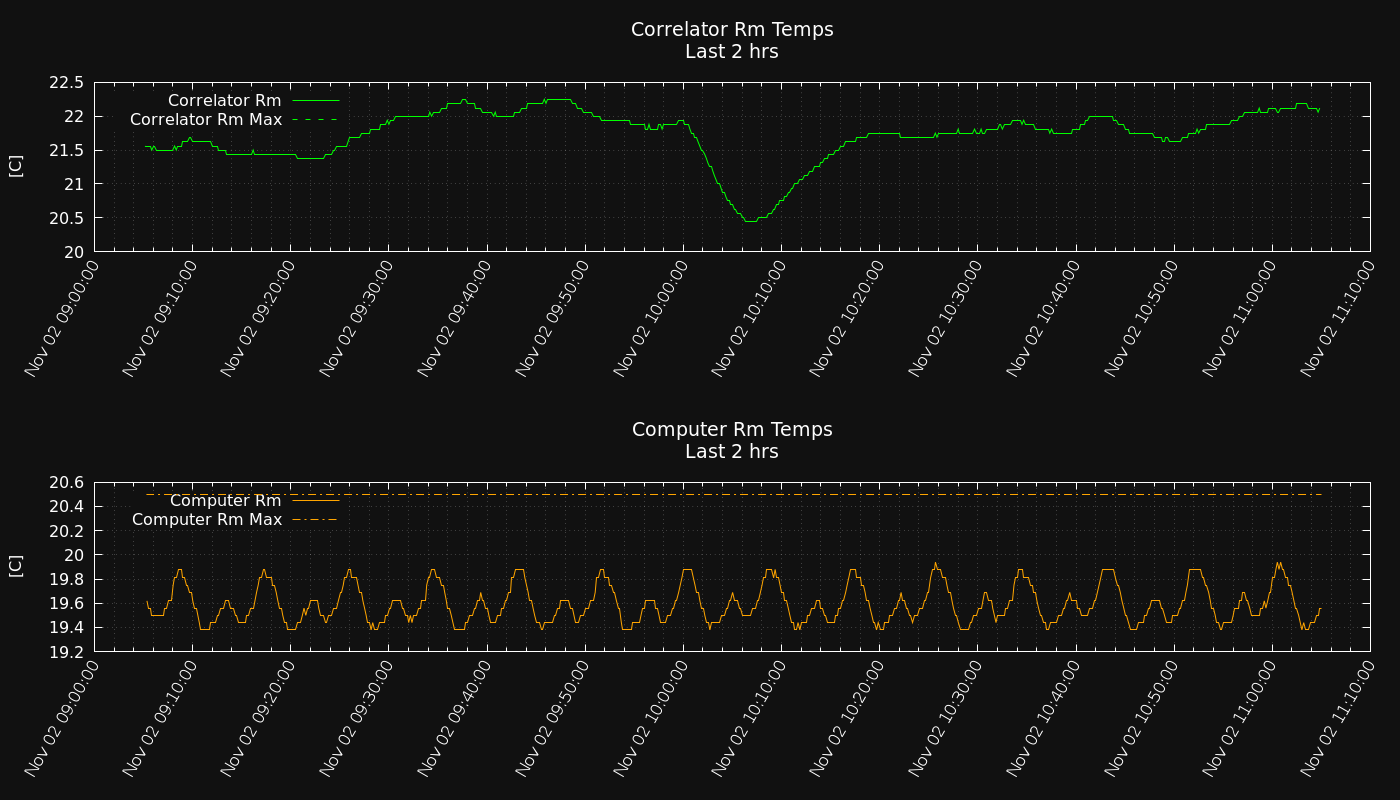 Correlator Rm Temps
Last 2 hrs
22.5
22
21.5
21
20.5
20
[C]
Correlator Rm
Correlator Rm Max
Nov 02 09:00:00
Nov 02 09:10:00
Nov 02 09:20:00
Nov 02 09:30:00
Nov 02 09:40:00
Nov 02 09:50:00
Nov 02 10:00:00
Nov 02 10:10:00
Nov 02 10:20:00
Nov 02 10:30:00
Nov 02 10:40:00
Nov 02 10:50:00
Nov 02 11:00:00
Nov 02 11:10:00
Computer Rm Temps
Last 2 hrs
20.6
20.4
20.2
20
19.8
19.6
19.4
19.2
[C]
Computer Rm
Computer Rm Max
Nov 02 09:00:00
Nov 02 09:10:00
Nov 02 09:20:00
Nov 02 09:30:00
Nov 02 09:40:00
Nov 02 09:50:00
Nov 02 10:00:00
Nov 02 10:10:00
Nov 02 10:20:00
Nov 02 10:30:00
Nov 02 10:40:00
Nov 02 10:50:00
Nov 02 11:00:00
Nov 02 11:10:00